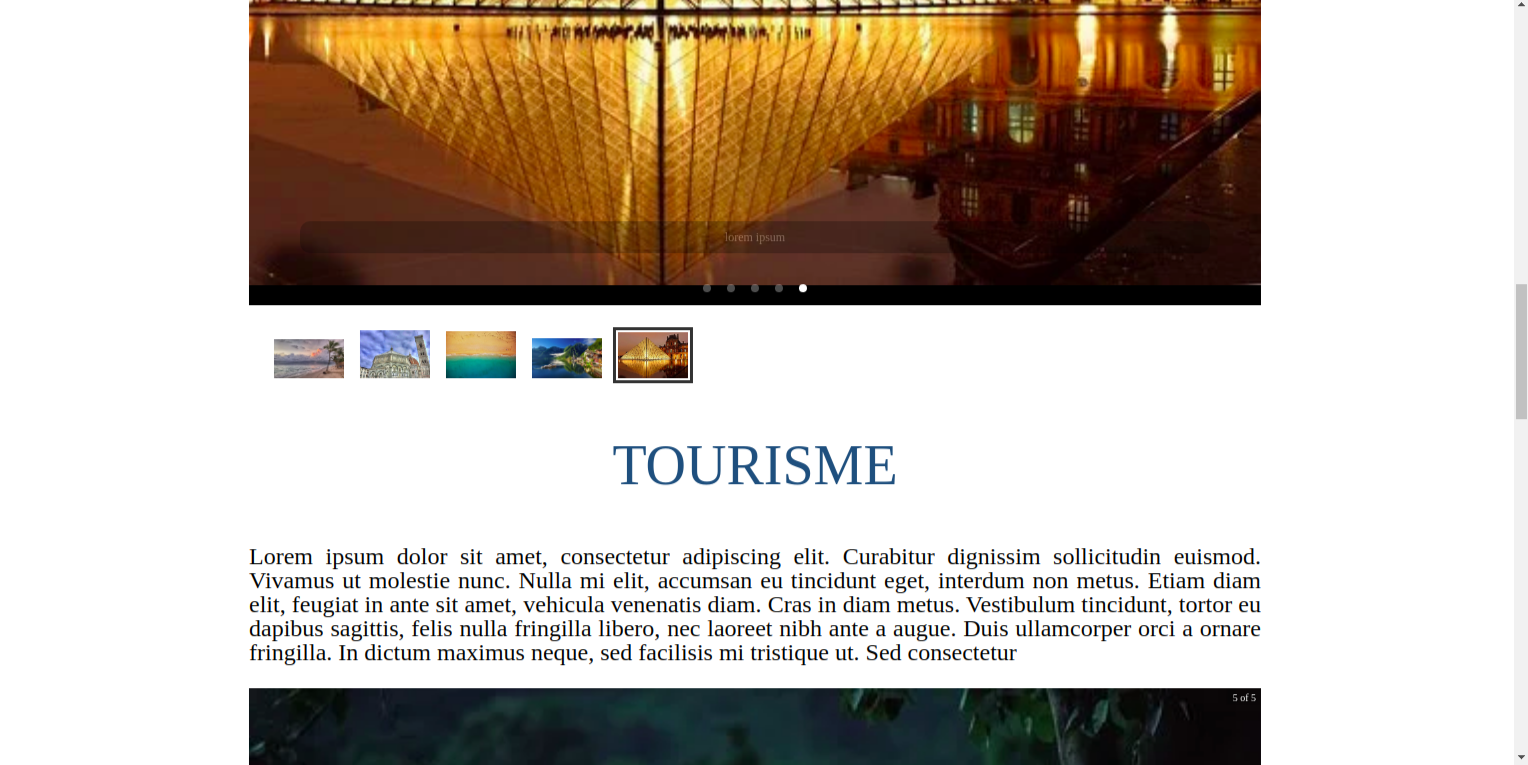 lorem ipsum
TOURISME
Lorem ipsum dolor sit amet, consectetur adipiscing elit. Curabitur dignissim sollicitudin euismod.
Vivamus ut molestie nunc. Nulla mi elit, accumsan eu tincidunt eget, interdum non metus. Etiam diam
elit, feugiat in ante sit amet, vehicula venenatis diam. Cras in diam metus. Vestibulum tincidunt, tortor eu
dapibus sagittis, felis nulla fringilla libero, nec laoreet nibh ante a augue. Duis ullamcorper orci a ornare
fringilla. In dictum maximus neque, sed facilisis mi tristique ut. Sed consectetur
5 of 5